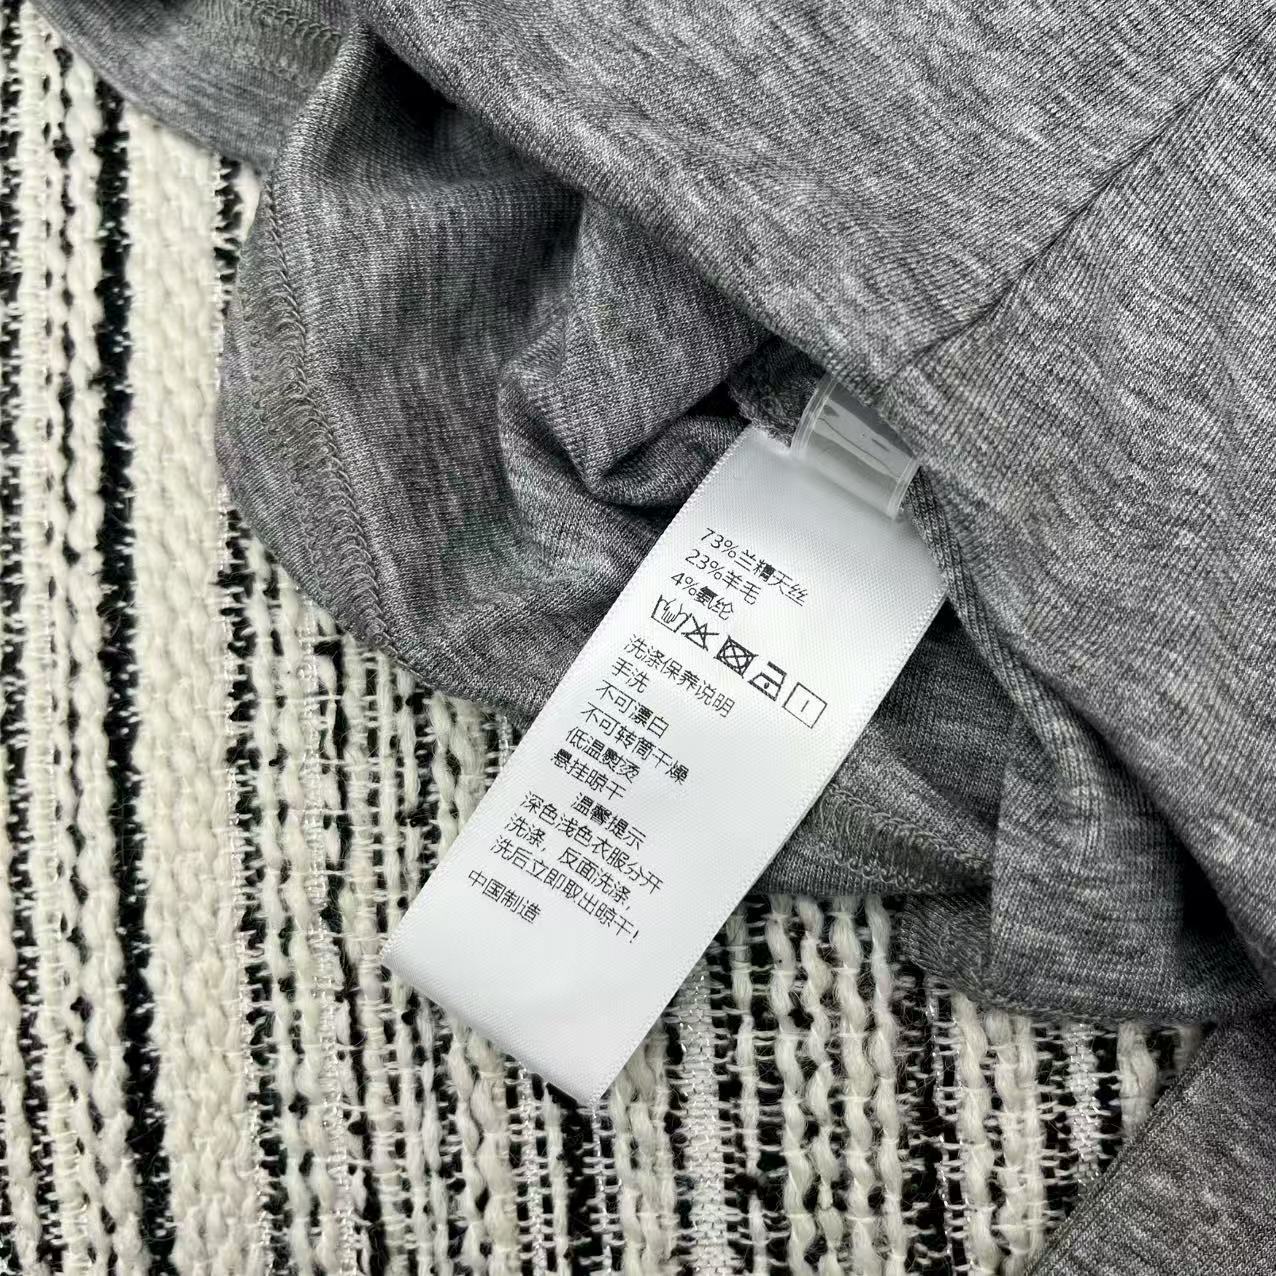 73%兰精天丝
23%羊毛
4%氨纶
洗涤保养说明
手洗
不可漂白
不可转筒干燥
低温熨烫
悬挂晾干
温馨提示
深色浅色衣服分开
洗涤，反面洗涤，
洗后立即取出晾干!
中国制造